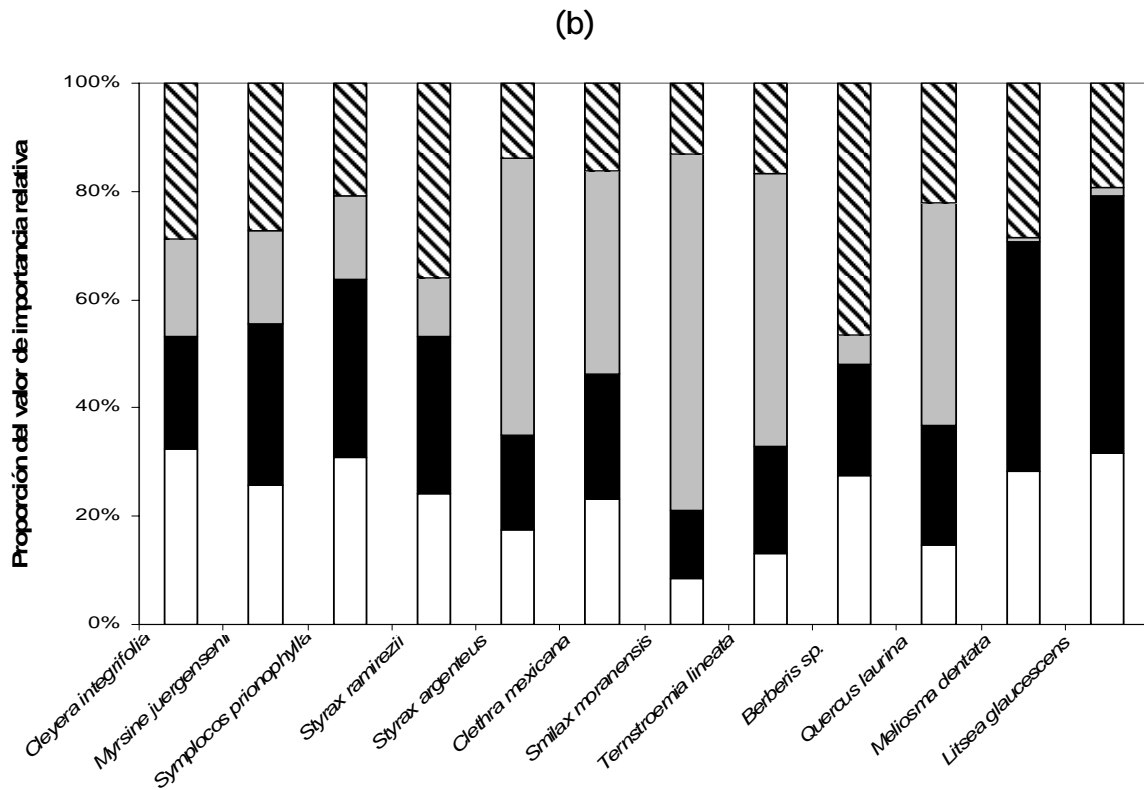 (b)
Proporción del valor de importancia relativa
100%
80%
60%
40%
20%
0%
Cleyera integrifolia
Myrsine juergensenii
Symplocos prionophylla
Styrax ramirezii
Styrax argenteus
Clethra mexicana
Smilax moranensis
Ternstroemia lineata
Berberis sp.
Quercus laurina
Meliosma dentata
Litsea glaucescens